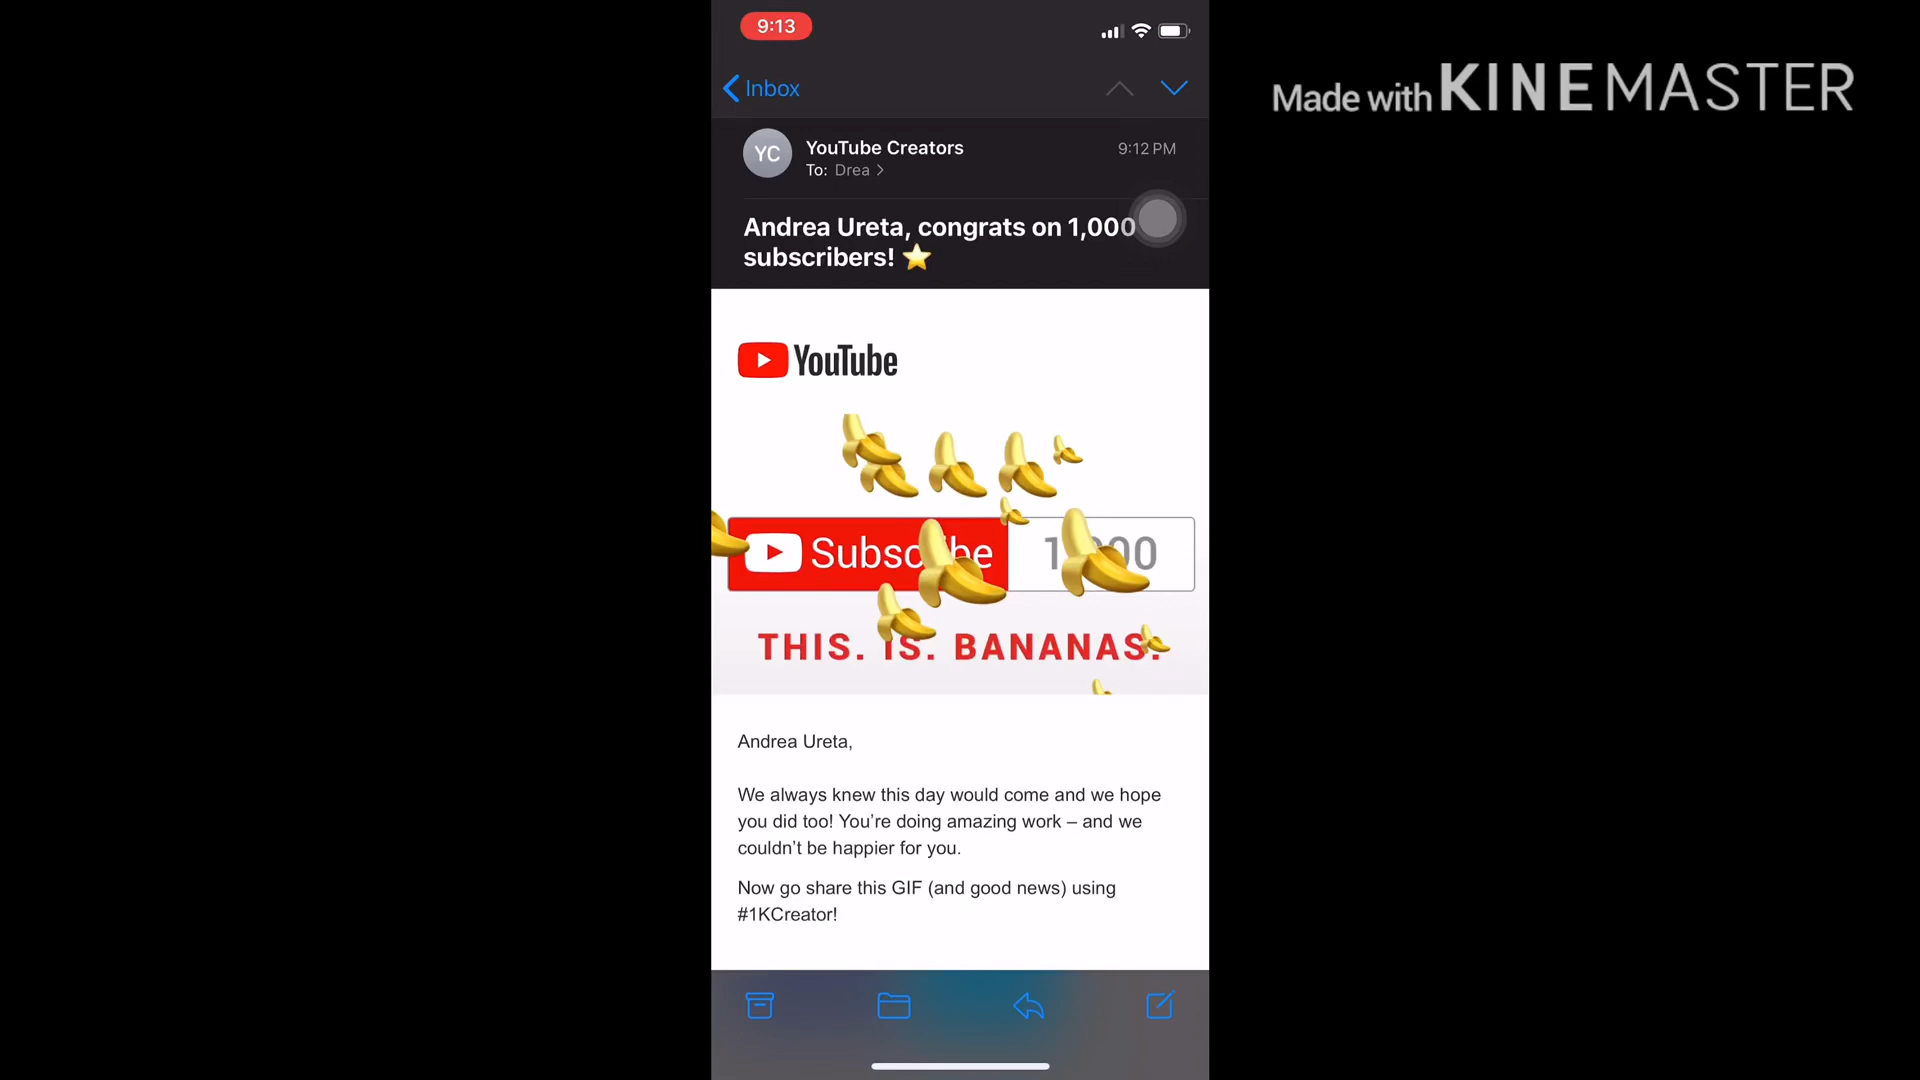 9:13
Made with KINEMASTER
Inbox
YC
YouTube Creators
9:12 PM
To: Drea
Andrea Ureta, congrats on 1,000
subscribers!
YouTube
Subscribe
1,000
THIS. IS. BANANAS.
Andrea Ureta,
We always knew this day would come and we hope
you did too! You’re doing amazing work – and we
couldn’t be happier for you.
Now go share this GIF (and good news) using
#1KCreator!